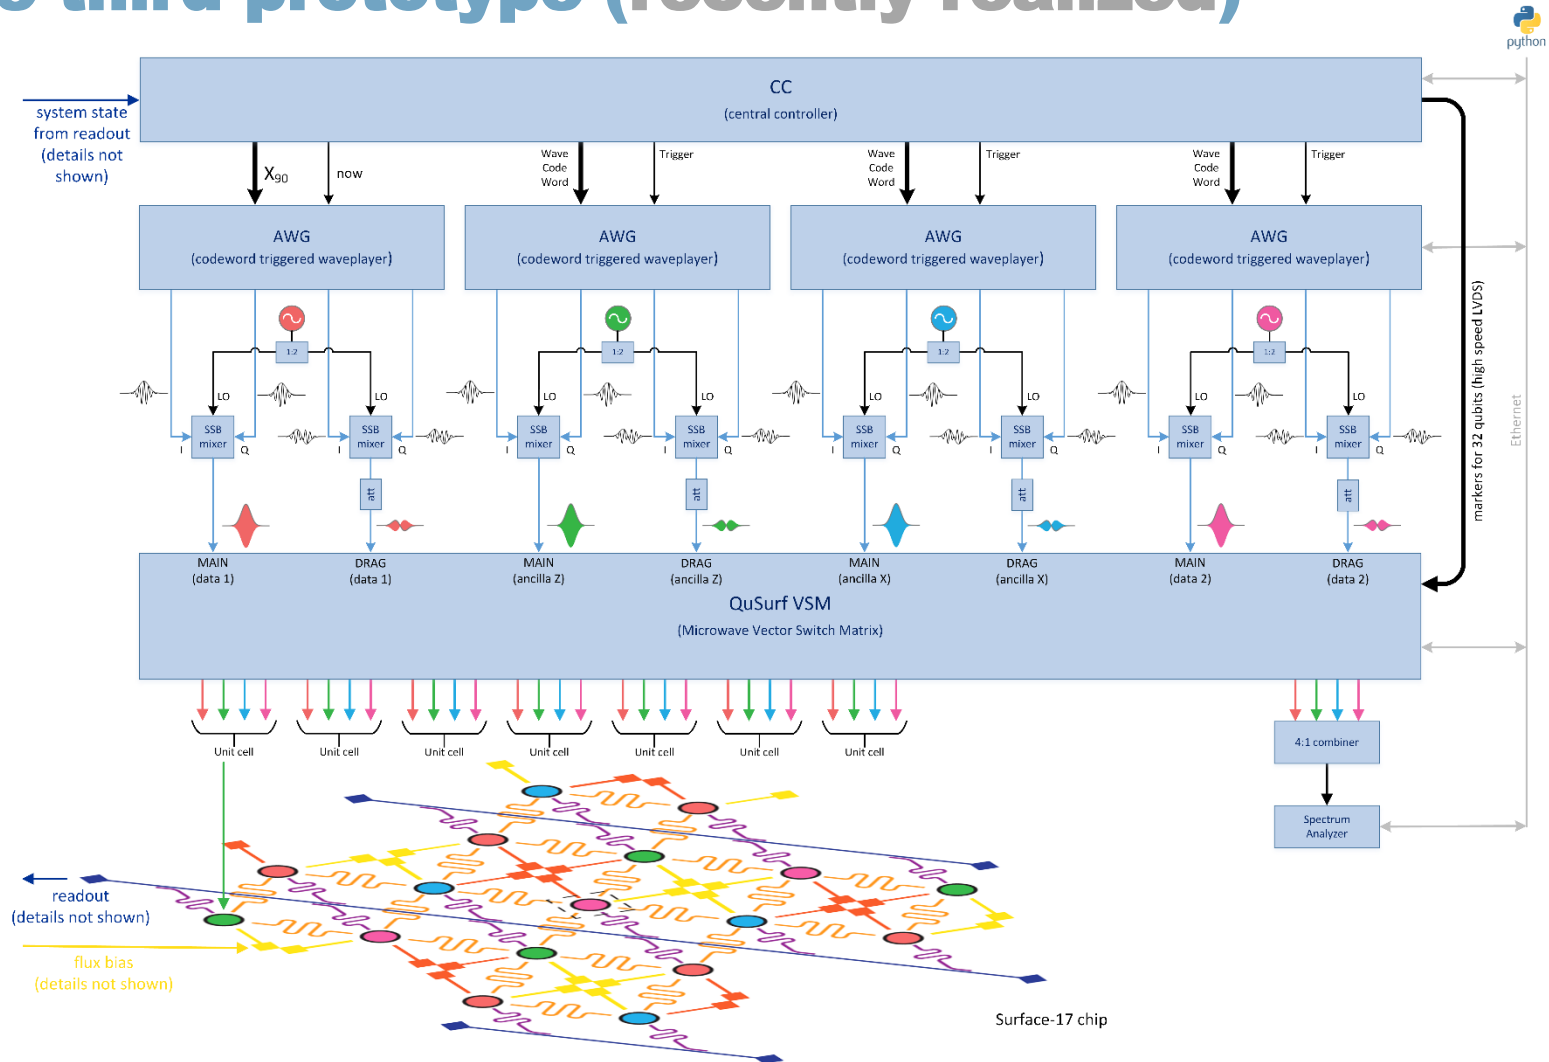 third prototype (recently realized)
python
CC
(central controller)
system state
from readout
(details not
shown)
X90
now
Wave
Code
Word
Trigger
Wave
Code
Word
Trigger
Wave
Code
Word
Trigger
AWG
(codeword triggered waveplayer)
AWG
(codeword triggered waveplayer)
AWG
(codeword triggered waveplayer)
AWG
(codeword triggered waveplayer)
1:2
1:2
1:2
1:2
LO
LO
LO
LO
LO
LO
LO
LO
SSB
mixer
SSB
mixer
SSB
mixer
SSB
mixer
SSB
mixer
SSB
mixer
SSB
mixer
SSB
mixer
I
Q
I
Q
I
Q
I
Q
I
Q
I
Q
I
Q
I
Q
att
att
att
att
markers for 32 qubits (high speed LVDS)
Ethernet
MAIN
(data 1)
DRAG
(data 1)
MAIN
(ancilla Z)
DRAG
(ancilla Z)
MAIN
(ancilla X)
DRAG
(ancilla X)
MAIN
(data 2)
DRAG
(data 2)
QuSurf VSM
(Microwave Vector Switch Matrix)
Unit cell
Unit cell
Unit cell
Unit cell
Unit cell
Unit cell
Unit cell
4:1 combiner
Spectrum
Analyzer
readout
(details not shown)
flux bias
(details not shown)
Surface-17 chip